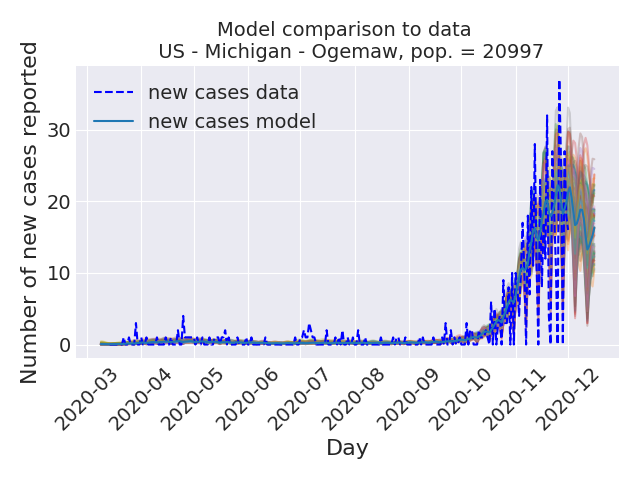 Model comparison to data
US - Michigan - Ogemaw, pop. = 20997
Number of new cases reported
new cases data
new cases model
30
20
10
0
2020-03
2020-04
2020-05
2020-06
2020-07
2020-08
2020-09
2020-10
2020-11
2020-12
Day